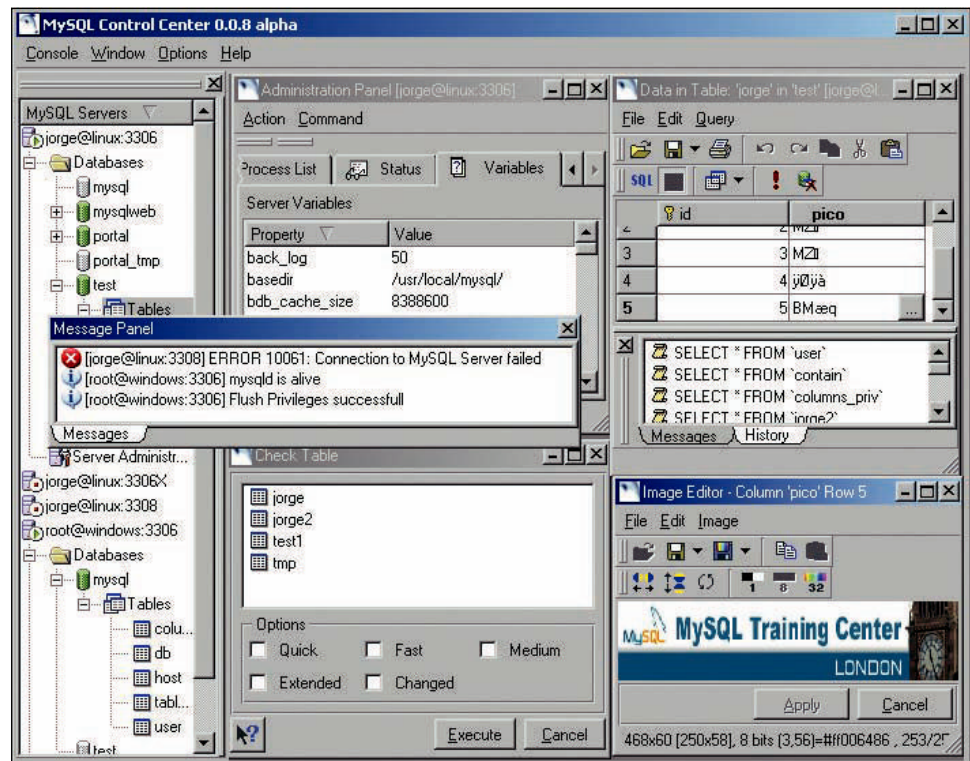 MySQL Control Center 0.0.8 alpha
Console Window Options Help
MySQL Servers
jorge@linux:3306
Databases
mysql
mysqlweb
portal
portal_tmp
test
Tables
Server Administr...
jorge@linux:3306X
jorge@linux:3308
root@windows:3306
Databases
mysql
Tables
colu...
db
host
tabl...
user
test
Administration Panel [jorge@linux:3306]
Action Command
Process List Status Variables
Server Variables
Property Value
back_log 50
basedir /usr/local/mysql/
bdb_cache_size 8388600
Message Panel
[jorge@linux:3308] ERROR 10061: Connection to MySQL Server failed
[root@windows:3306] mysqld is alive
[root@windows:3306] Flush Privileges successfull
Messages
Check Table
jorge
jorge2
test1
tmp
Options
Quick Fast Medium
Extended Changed
Execute Cancel
Data in Table: 'jorge' in 'test' [jorge@l...
File Edit Query
SQL
id pico
3 3
4 4 ÿØÿà
5 5 BMæq ...
SELECT * FROM `user`
SELECT * FROM `contain`
SELECT * FROM `columns_priv`
SELECT * FROM `jorge2`
Messages History
Image Editor - Column 'pico' Row 5
File Edit Image
1 8 32
MySQL MySQL Training Center
LONDON
Apply Cancel
468x60 [250x58], 8 bits (3,56)=#ff006486 , 253/25